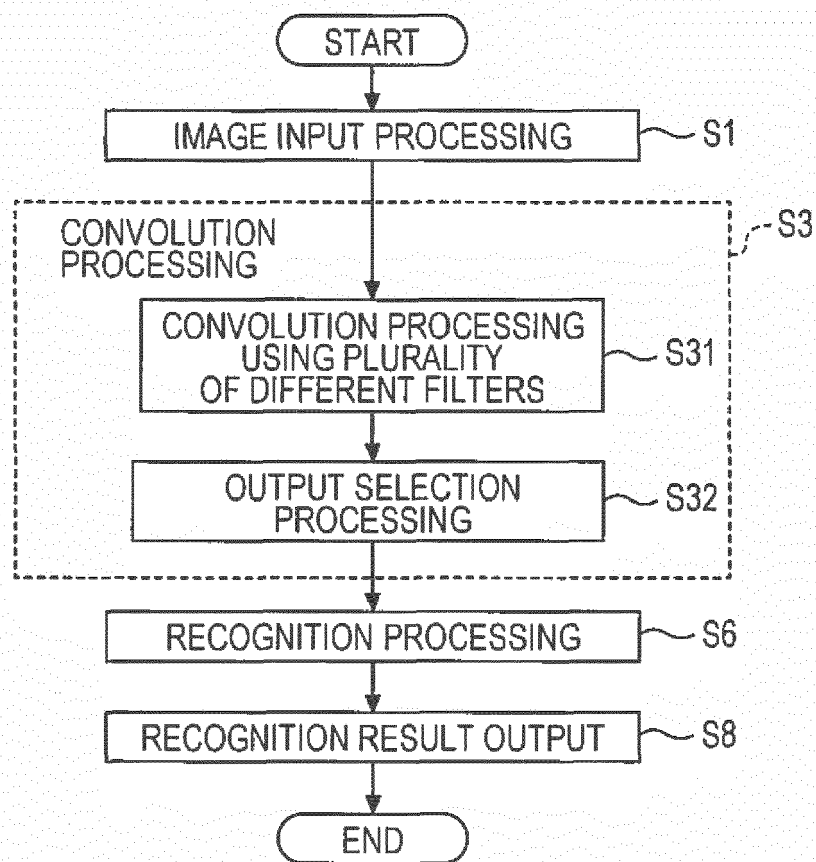 START
IMAGE INPUT PROCESSING
S1
CONVOLUTION
PROCESSING
S3
CONVOLUTION PROCESSING
USING PLURALITY
OF DIFFERENT FILTERS
S31
OUTPUT SELECTION
PROCESSING
S32
RECOGNITION PROCESSING
S6
RECOGNITION RESULT OUTPUT
S8
END